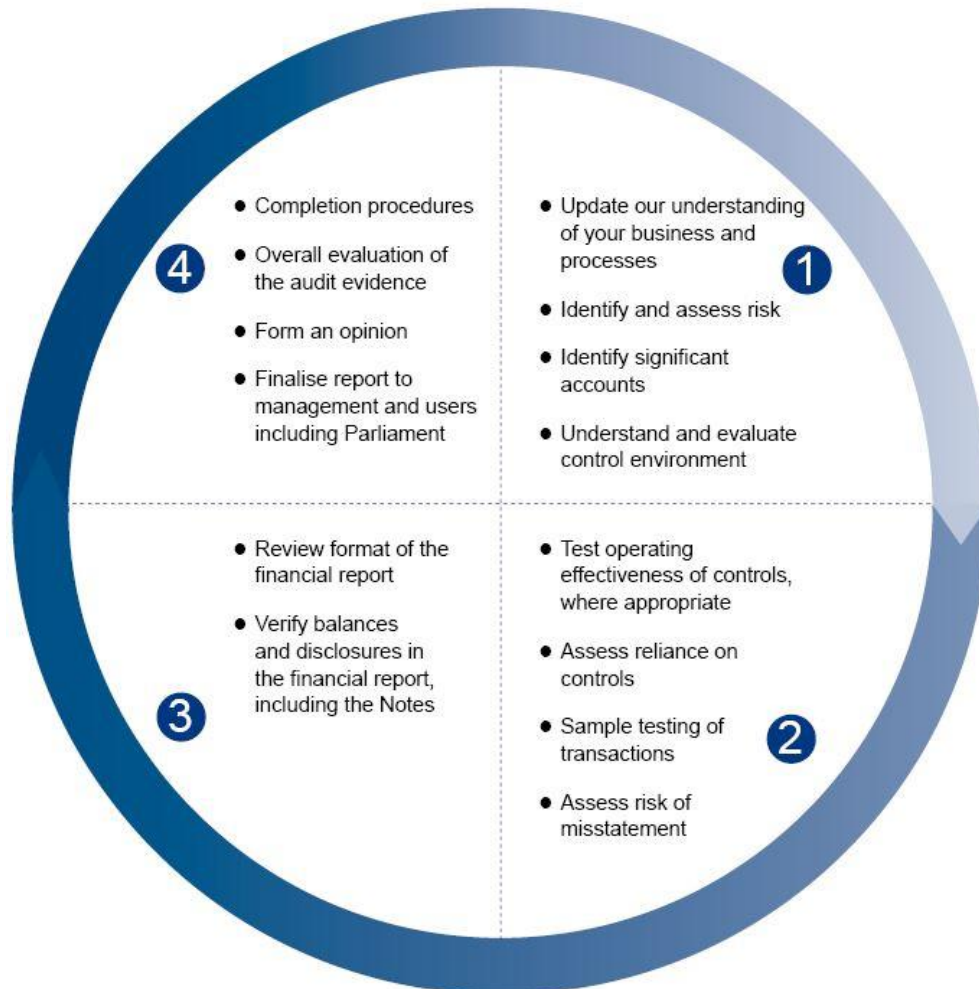 ● Completion procedures
● Overall evaluation of
the audit evidence
● Form an opinion
● Finalise report to
management and users
including Parliament
4
● Update our understanding
of your business and
processes
● Identify and assess risk
● Identify significant
accounts
● Understand and evaluate
control environment
1
● Review format of the
financial report
● Verify balances
and disclosures in
the financial report,
including the Notes
3
● Test operating
effectiveness of controls,
where appropriate
● Assess reliance on
controls
● Sample testing of
transactions
● Assess risk of
misstatement
2